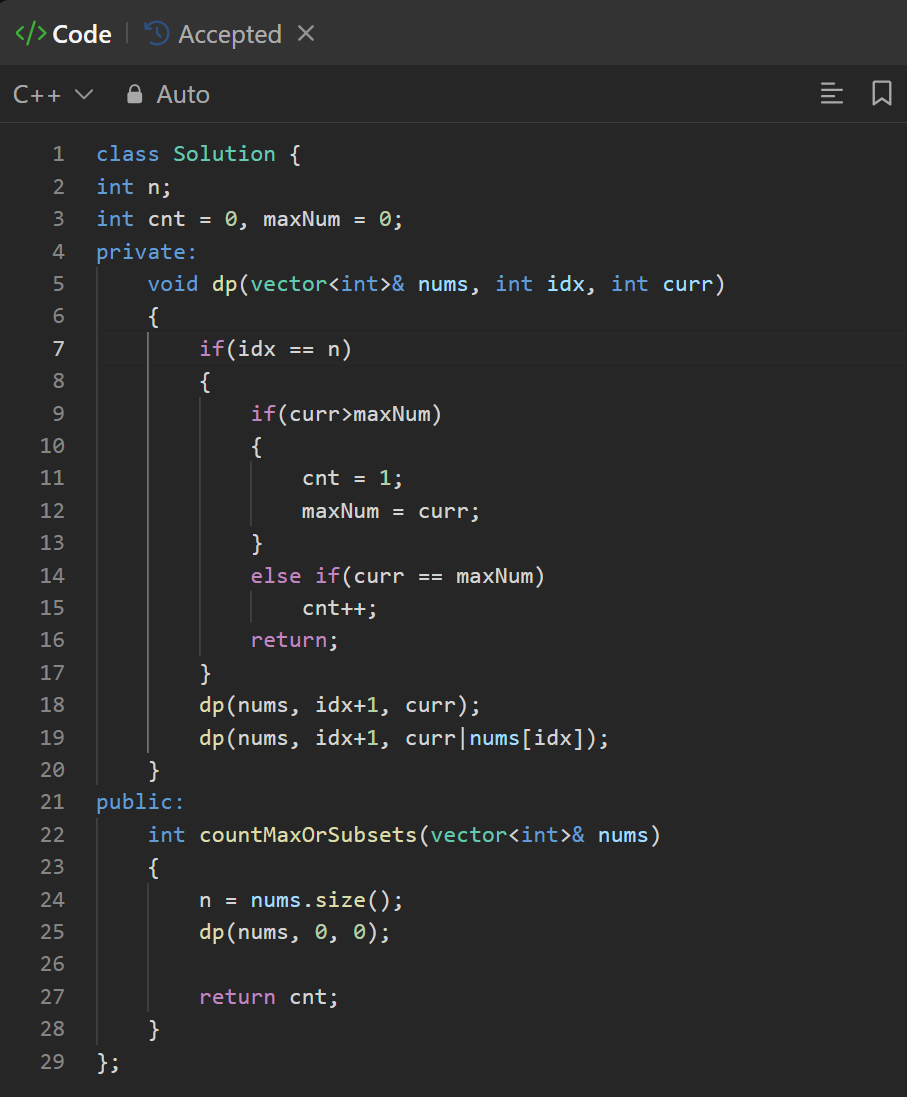 </> Code | Accepted ×
C++ Auto
1 class Solution {
2 int n;
3 int cnt = 0, maxNum = 0;
4 private:
5     void dp(vector<int>& nums, int idx, int curr)
6     {
7         if(idx == n)
8         {
9             if(curr>maxNum)
10             {
11                 cnt = 1;
12                 maxNum = curr;
13             }
14             else if(curr == maxNum)
15                 cnt++;
16             return;
17         }
18         dp(nums, idx+1, curr);
19         dp(nums, idx+1, curr|nums[idx]);
20     }
21 public:
22     int countMaxOrSubsets(vector<int>& nums)
23     {
24         n = nums.size();
25         dp(nums, 0, 0);
26
27         return cnt;
28     }
29 };